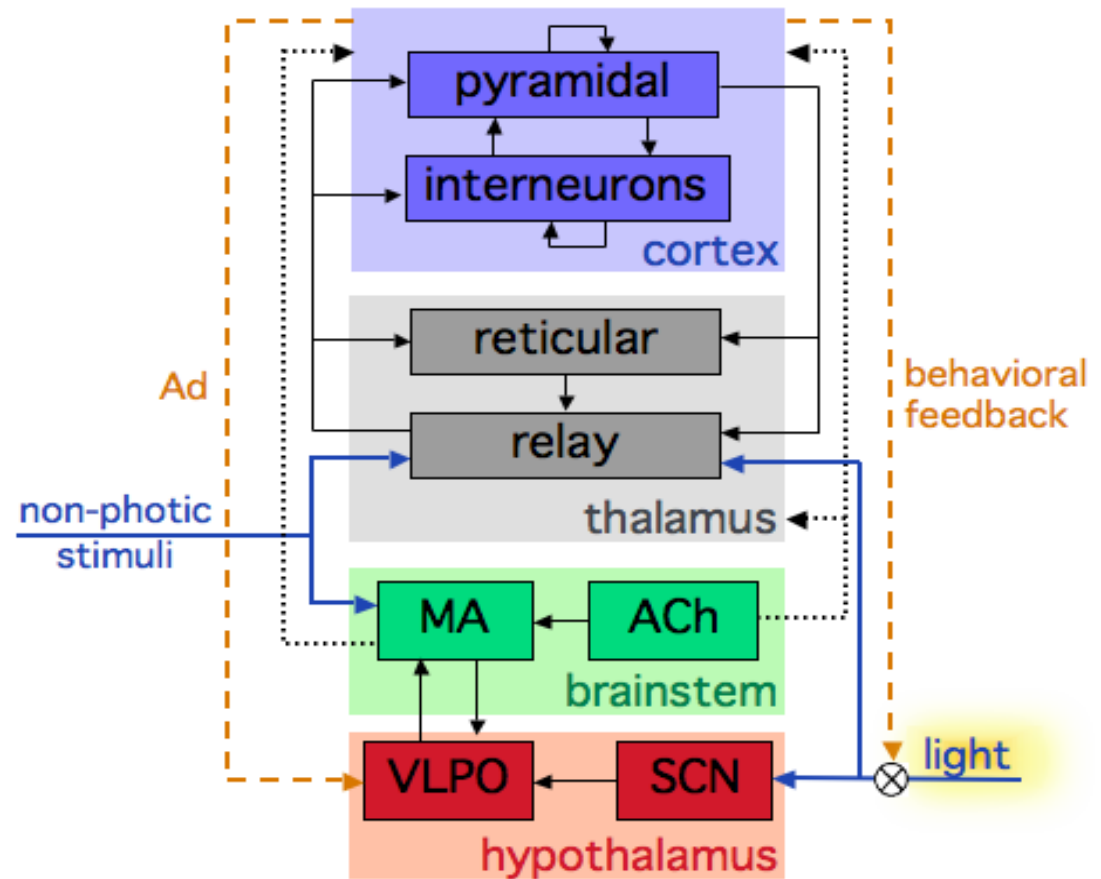 pyramidal
interneurons
cortex
reticular
Ad
behavioral
feedback
relay
non-photic
stimuli
thalamus
MA
ACh
brainstem
light
VLPO
SCN
hypothalamus